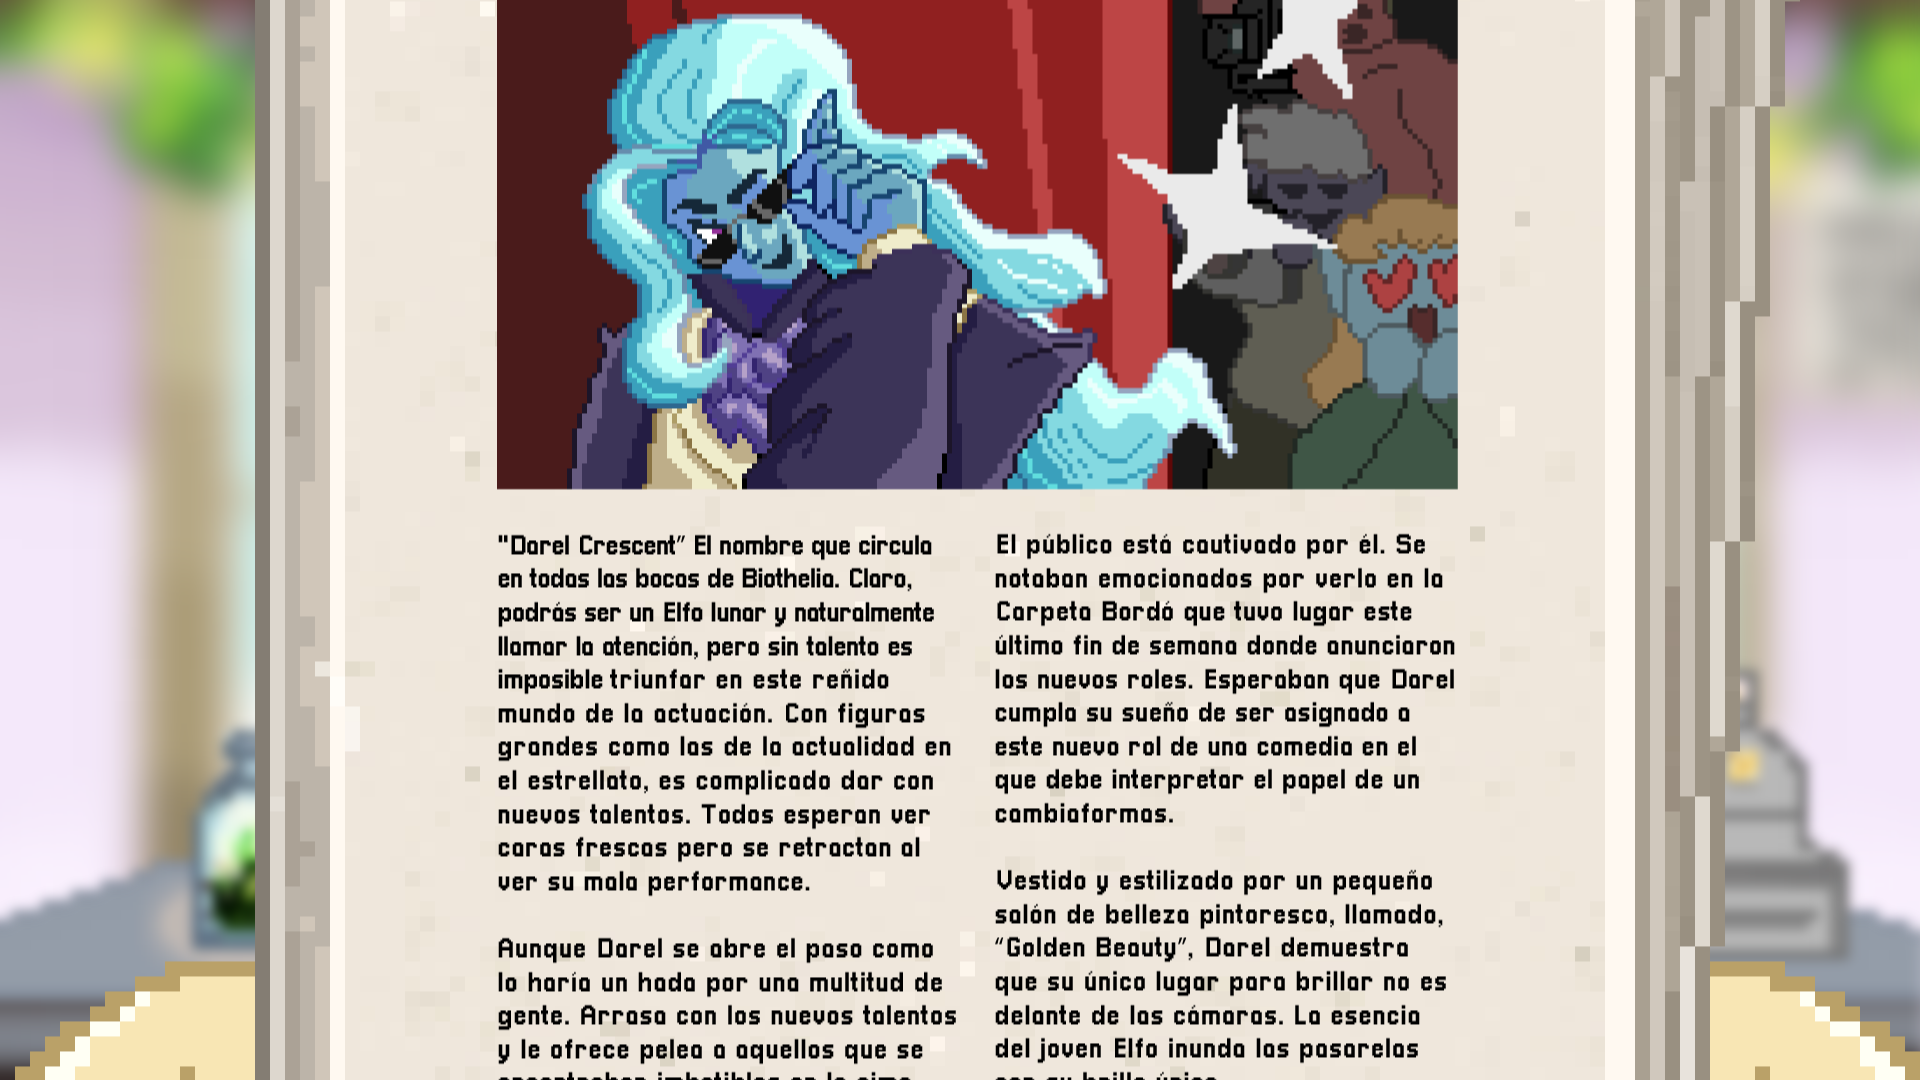 "Darel Crescent" El nombre que circula
en todas las bocas de Biothelia. Claro,
podrás ser un Elfo lunar y naturalmente
llamar la atención, pero sin talento es
imposible triunfar en este reñido
mundo de la actuación. Con figuras
grandes como las de la actualidad en
el estrellato, es complicado dar con
nuevos talentos. Todos esperan ver
caras frescas pero se retractan al
ver su mala performance.
Aunque Darel se abre el paso como
lo haría un hada por una multitud de
gente. Arrasa con los nuevos talentos
y le ofrece pelea a aquellos que se
encontraban imbatibles en la cima.
El público está cautivado por él. Se
notaban emocionados por verlo en la
Carpeta Bordó que tuvo lugar este
último fin de semana donde anunciaron
los nuevos roles. Esperaban que Darel
cumpla su sueño de ser asignado a
este nuevo rol de una comedia en el
que debe interpretar el papel de un
cambiaformas.
Vestido y estilizado por un pequeño
salón de belleza pintoresco, llamado,
“Golden Beauty”, Darel demuestra
que su único lugar para brillar no es
delante de las cámaras. La esencia
del joven Elfo inunda las pasarelas
con su brillo único.